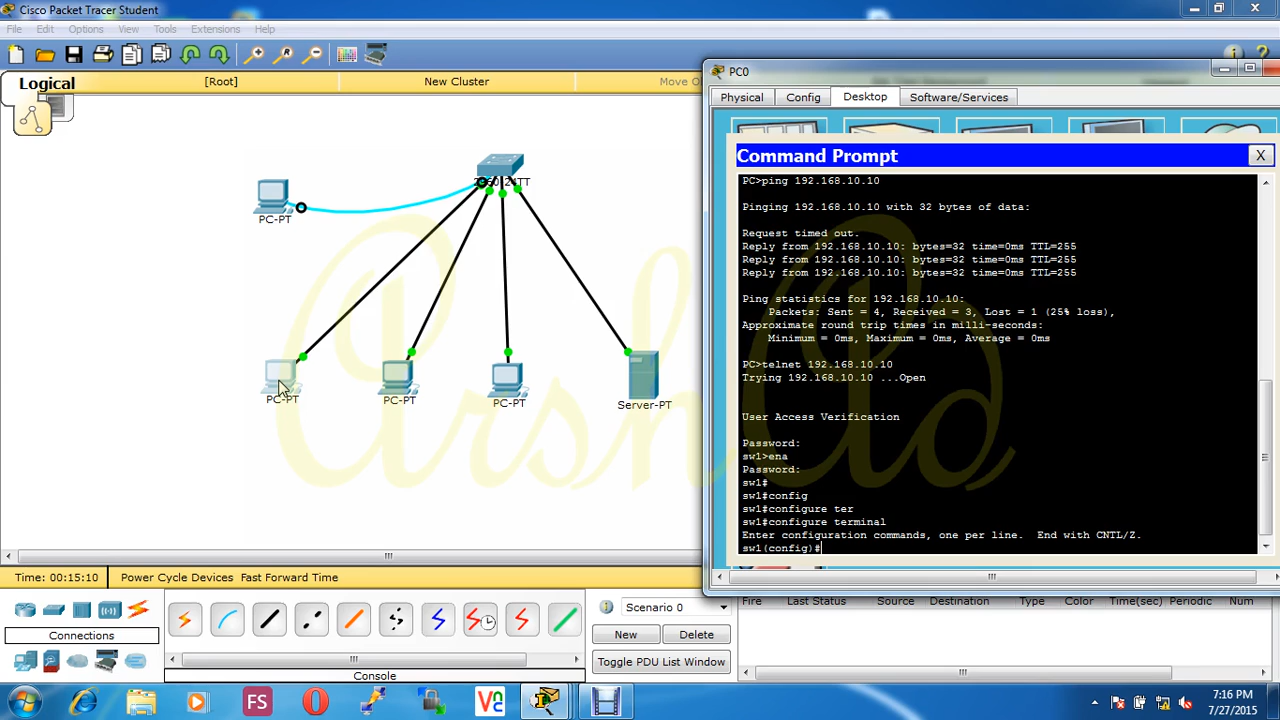 Cisco Packet Tracer Student
File Edit Options View Tools Extensions Help
Logical
[Root]
New Cluster
Move O
PC-PT
TT
PC-PT
PC-PT
PC-PT
Server-PT
ArshAd
Time: 00:15:10
Power Cycle Devices Fast Forward Time
Connections
Console
Scenario 0
New
Delete
Toggle PDU List Window
Fire Last Status Source Destination Type Color Time(sec) Periodic Num
PC0
Physical
Config
Desktop
Software/Services
Command Prompt
X
PC>ping 192.168.10.10
Pinging 192.168.10.10 with 32 bytes of data:
Request timed out.
Reply from 192.168.10.10: bytes=32 time=0ms TTL=255
Reply from 192.168.10.10: bytes=32 time=0ms TTL=255
Reply from 192.168.10.10: bytes=32 time=0ms TTL=255
Ping statistics for 192.168.10.10:
Packets: Sent = 4, Received = 3, Lost = 1 (25% loss),
Approximate round trip times in milli-seconds:
Minimum = 0ms, Maximum = 0ms, Average = 0ms
PC>telnet 192.168.10.10
Trying 192.168.10.10 ...Open
User Access Verification
Password:
sw1>ena
Password:
sw1#
sw1#config
sw1#configure ter
sw1#configure terminal
Enter configuration commands, one per line. End with CNTL/Z.
sw1(config)#
FS
VNC
7:16 PM
7/27/2015